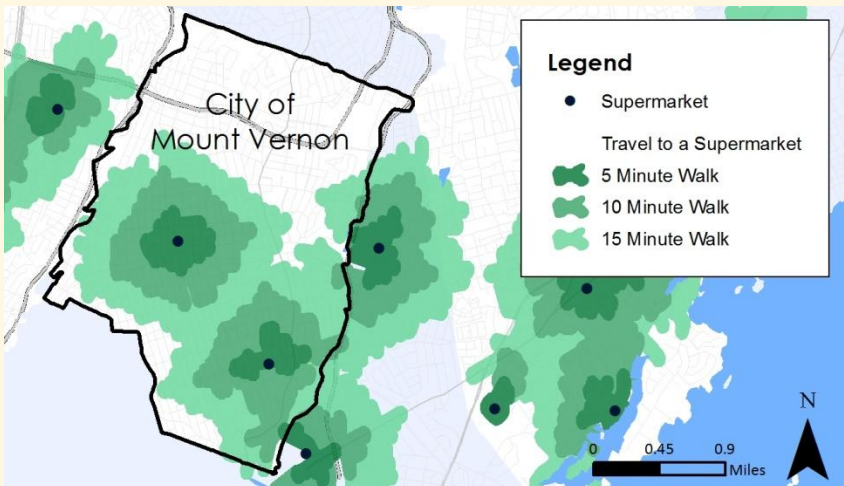 City of
Mount Vernon
Legend
Supermarket
Travel to a Supermarket
5 Minute Walk
10 Minute Walk
15 Minute Walk
N
0 0.45 0.9
Miles